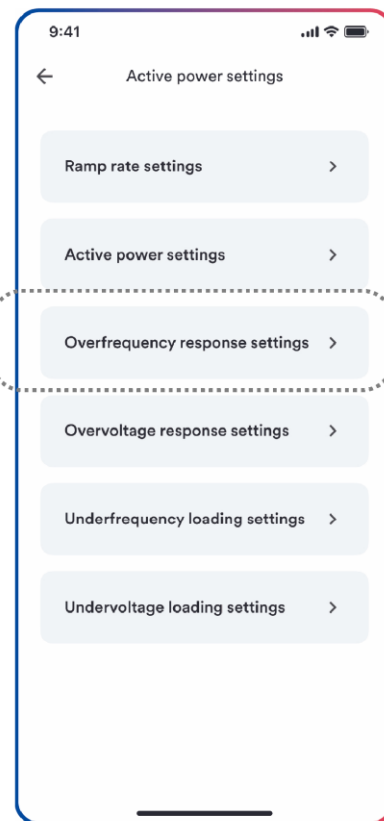 9:41
Active power settings
Ramp rate settings
Active power settings
Overfrequency response settings
Overvoltage response settings
Underfrequency loading settings
Undervoltage loading settings